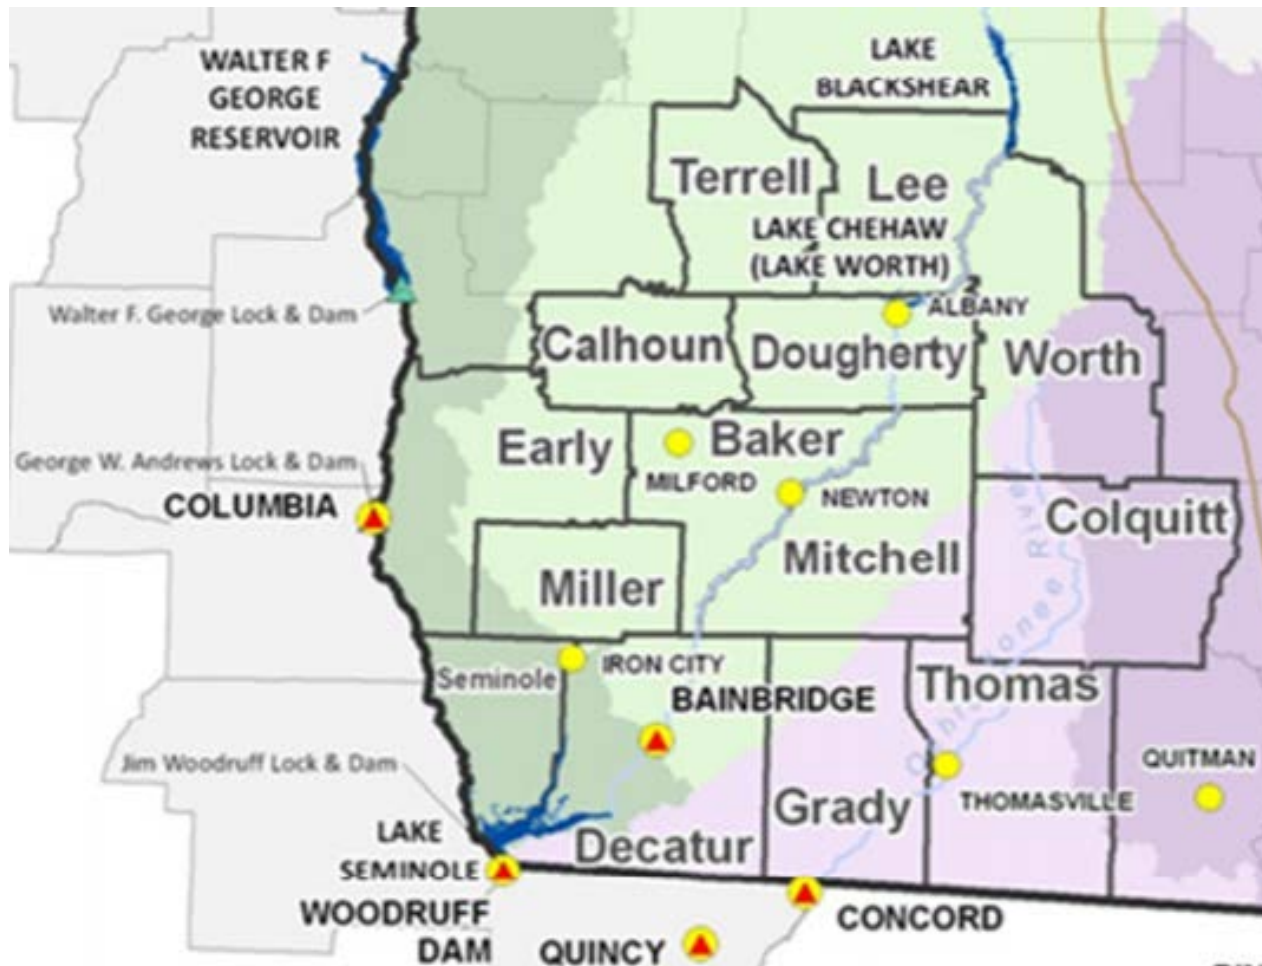 WALTER F
GEORGE
RESERVOIR
LAKE
BLACKSHEAR
Terrell
Lee
LAKE CHEHAW
(LAKE WORTH)
Walter F. George Lock & Dam
ALBANY
Calhoun
Dougherty
Worth
Early
Baker
George W. Andrews Lock & Dam
MILFORD
NEWTON
COLUMBIA
Colquitt
River
Mitchell
Miller
Seminole
IRON CITY
BAINBRIDGE
Thomas
Jim Woodruff Lock & Dam
QUITMAN
THOMASVILLE
Grady
LAKE
SEMINOLE
Decatur
WOODRUFF
DAM
CONCORD
QUINCY